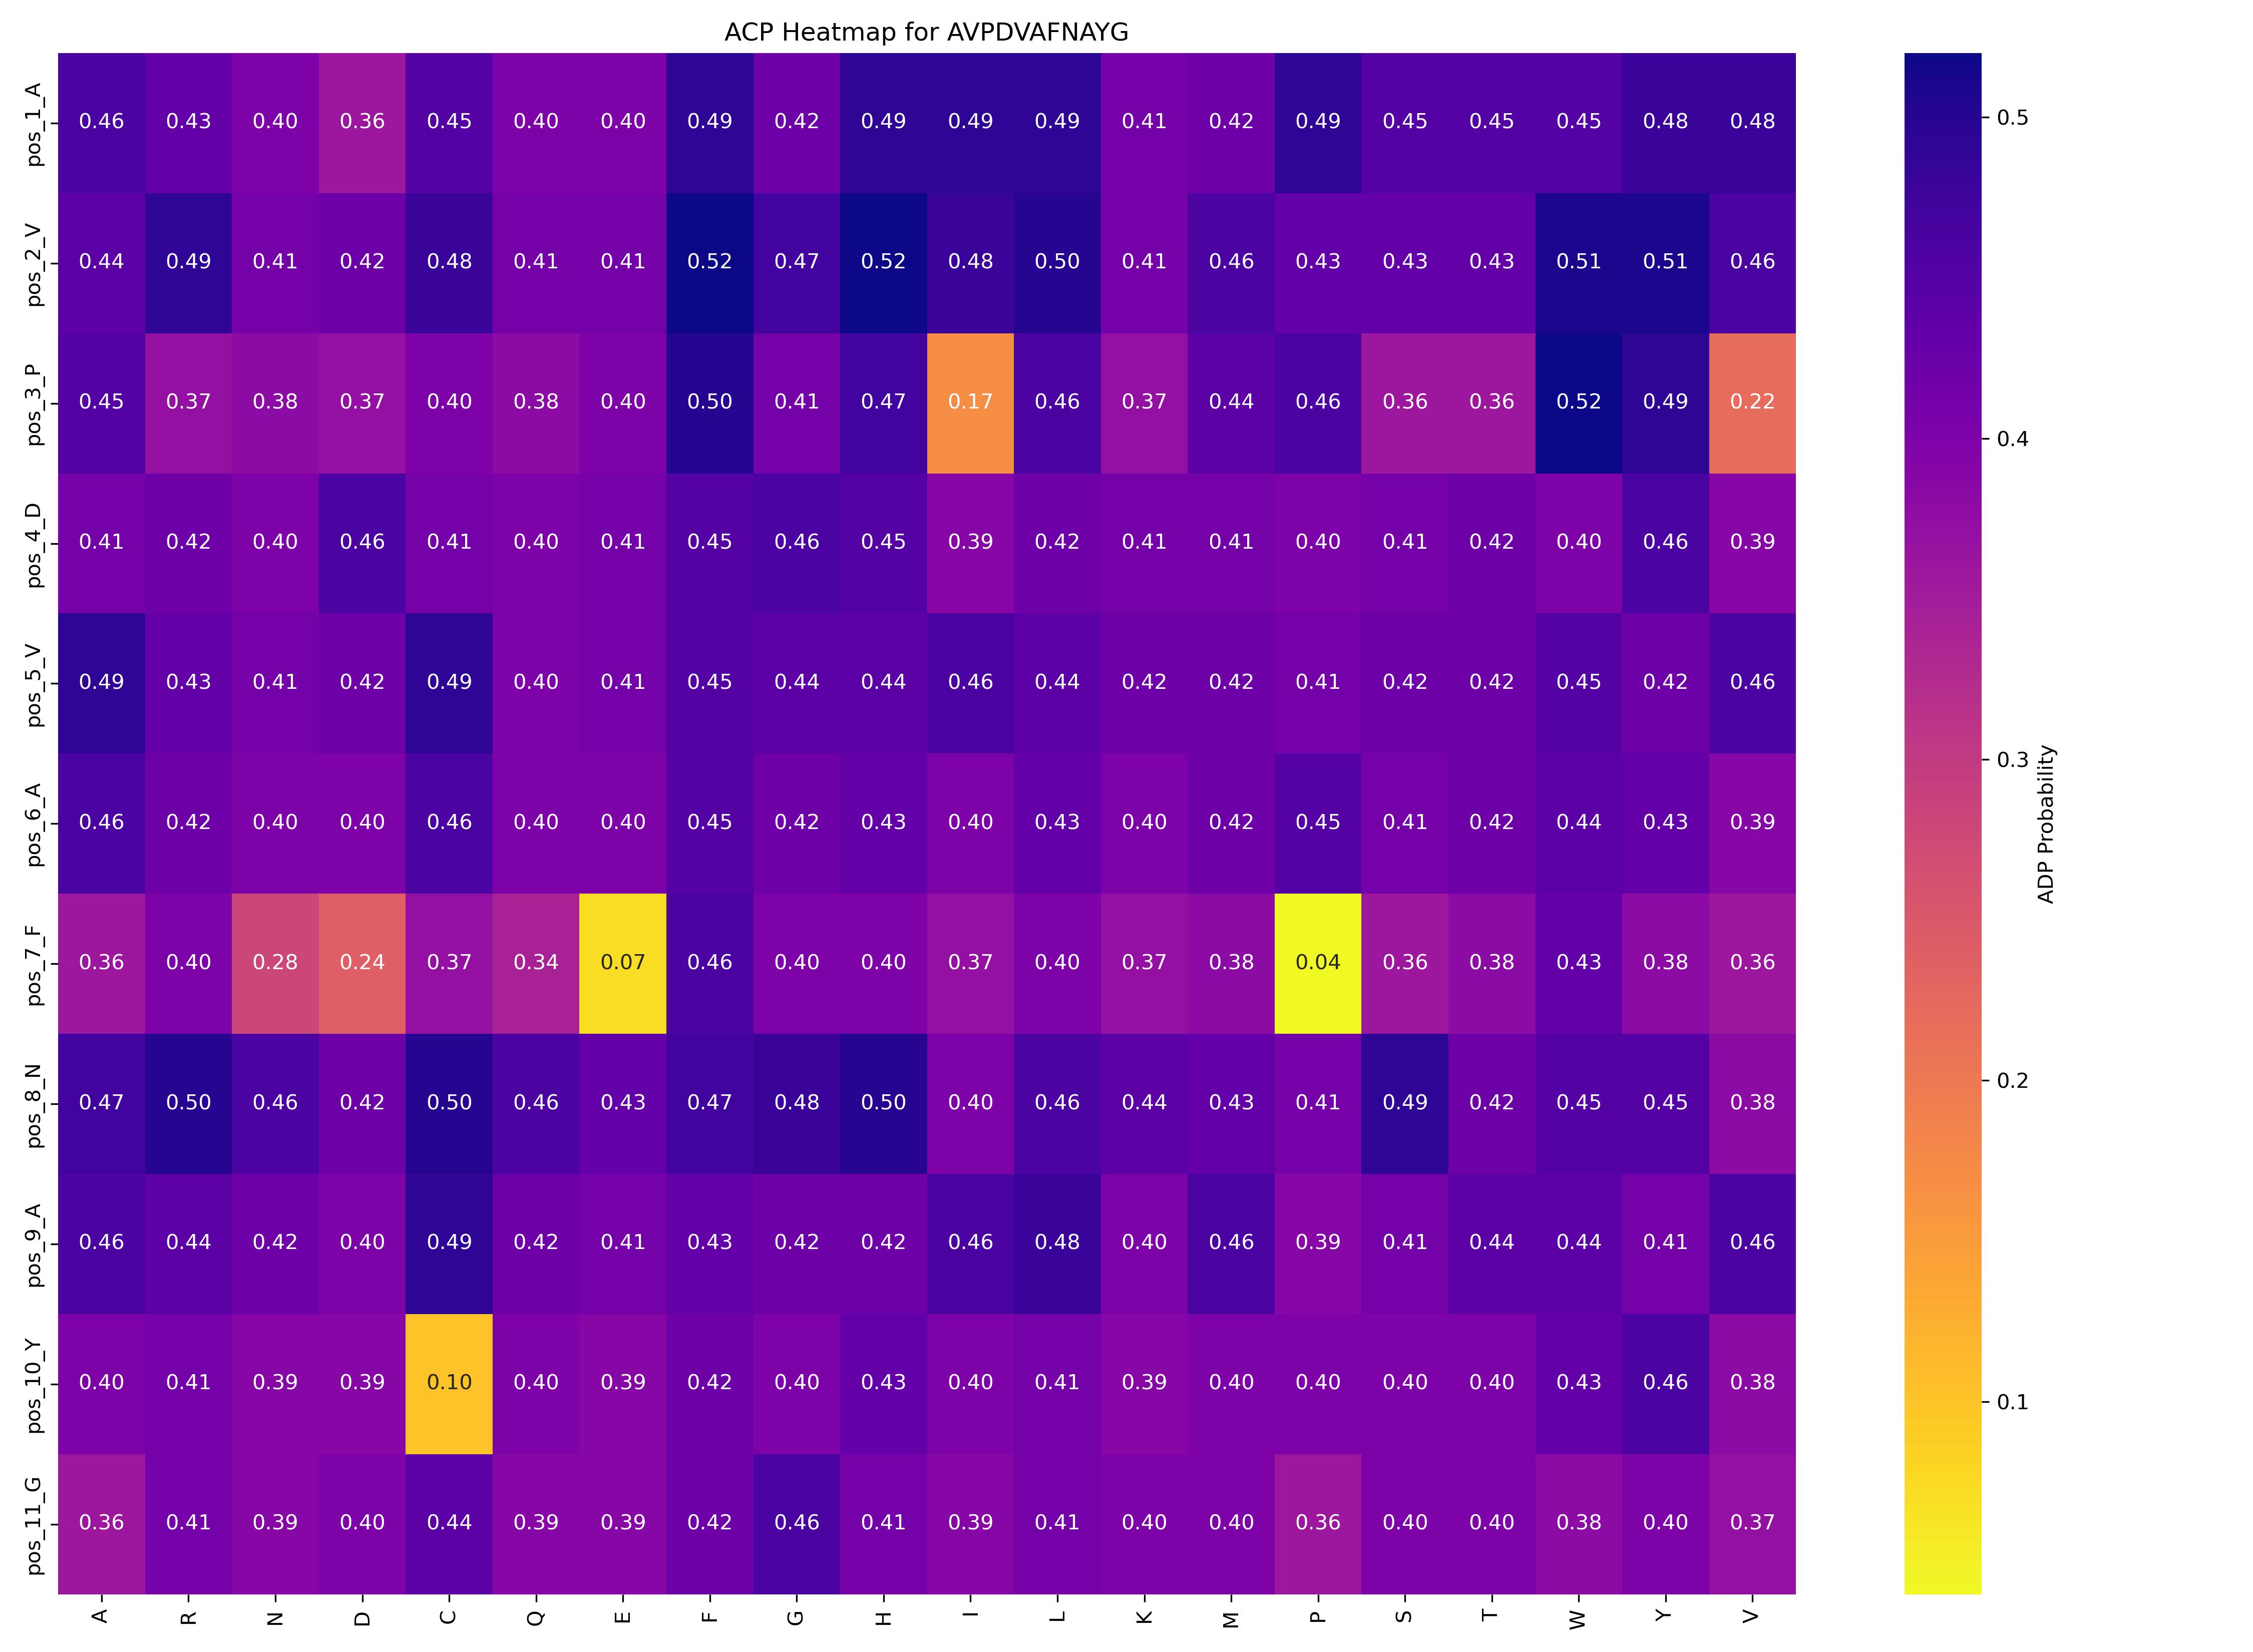 ACP Heatmap for AVPDVAFNAYG
pos_1_A 0.46 0.43 0.40 0.36 0.45 0.40 0.40 0.49 0.42 0.49 0.49 0.49 0.41 0.42 0.49 0.45 0.45 0.45 0.48 0.48
pos_2_V 0.44 0.49 0.41 0.42 0.48 0.41 0.41 0.52 0.47 0.52 0.48 0.50 0.41 0.46 0.43 0.43 0.43 0.51 0.51 0.46
pos_3_P 0.45 0.37 0.38 0.37 0.40 0.38 0.40 0.50 0.41 0.47 0.17 0.46 0.37 0.44 0.46 0.36 0.36 0.52 0.49 0.22
pos_4_D 0.41 0.42 0.40 0.46 0.41 0.40 0.41 0.45 0.46 0.45 0.39 0.42 0.41 0.41 0.40 0.41 0.42 0.40 0.46 0.39
pos_5_V 0.49 0.43 0.41 0.42 0.49 0.40 0.41 0.45 0.44 0.44 0.46 0.44 0.42 0.42 0.41 0.42 0.42 0.45 0.42 0.46
pos_6_A 0.46 0.42 0.40 0.40 0.46 0.40 0.40 0.45 0.42 0.43 0.40 0.43 0.40 0.42 0.45 0.41 0.42 0.44 0.43 0.39
pos_7_F 0.36 0.40 0.28 0.24 0.37 0.34 0.07 0.46 0.40 0.40 0.37 0.40 0.37 0.38 0.04 0.36 0.38 0.43 0.38 0.36
pos_8_N 0.47 0.50 0.46 0.42 0.50 0.46 0.43 0.47 0.48 0.50 0.40 0.46 0.44 0.43 0.41 0.49 0.42 0.45 0.45 0.38
pos_9_A 0.46 0.44 0.42 0.40 0.49 0.42 0.41 0.43 0.42 0.42 0.46 0.48 0.40 0.46 0.39 0.41 0.44 0.44 0.41 0.46
pos_10_Y 0.40 0.41 0.39 0.39 0.10 0.40 0.39 0.42 0.40 0.43 0.40 0.41 0.39 0.40 0.40 0.40 0.40 0.43 0.46 0.38
pos_11_G 0.36 0.41 0.39 0.40 0.44 0.39 0.39 0.42 0.46 0.41 0.39 0.41 0.40 0.40 0.36 0.40 0.40 0.38 0.40 0.37
A R N D C Q E F G H I L K M P S T W Y V
0.5
0.4
0.3
0.2
0.1
ADP Probability